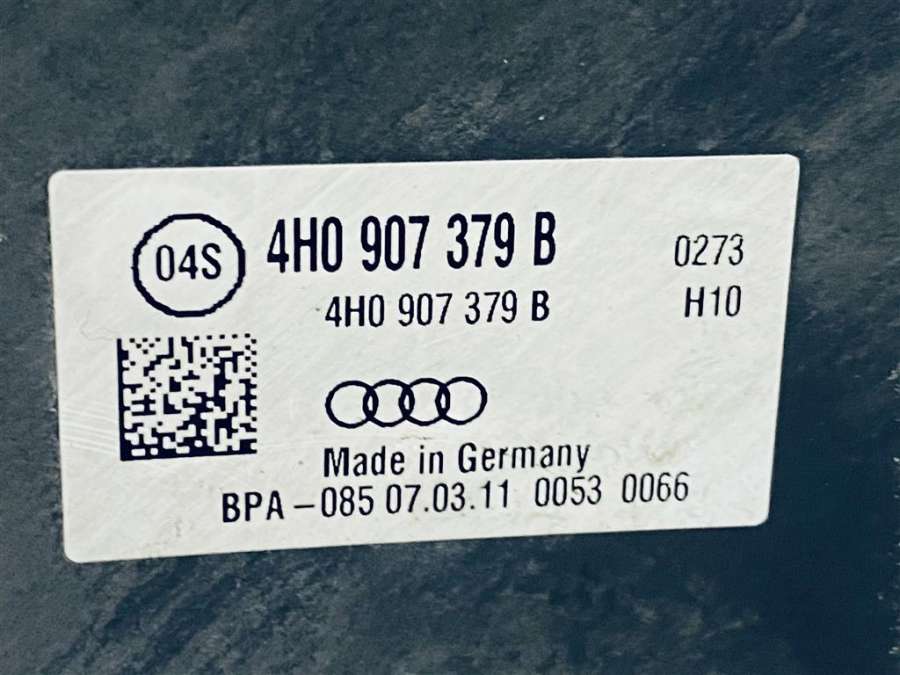 04S 4H0 907 379 B 0273
4H0 907 379 B H10
Made in Germany
BPA-085 07.03.11 0053 0066